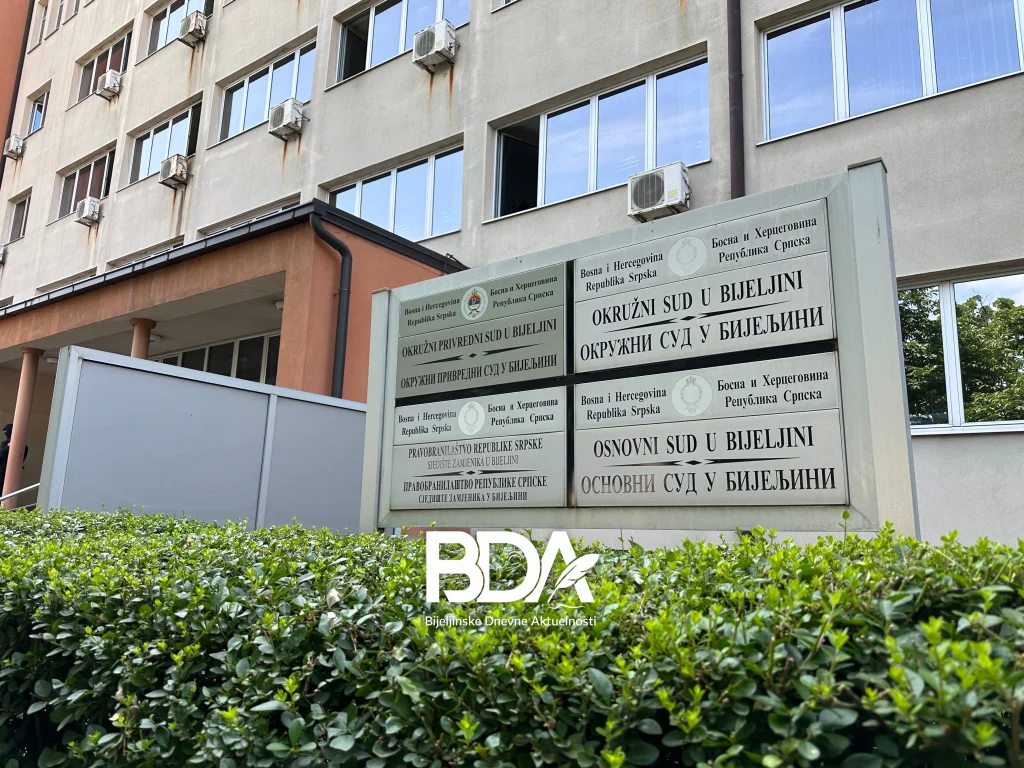 Bosna i Hercegovina
Republika Srpska
Босна и Херцеговина
Република Српска
OKRUŽNI PRIVREDNI SUD U BIJELJINI
ОКРУЖНИ ПРИВРЕДНИ СУД У БИЈЕЉИНИ
Bosna i Hercegovina
Republika Srpska
Босна и Херцеговина
Република Српска
OKRUŽNI SUD U BIJELJINI
ОКРУЖНИ СУД У БИЈЕЉИНИ
Bosna i Hercegovina
Republika Srpska
Босна и Херцеговина
Република Српска
PRAVOBRANILAŠTVO REPUBLIKE SRPSKE
SJEDIŠTE ZAMJENIKA U BIJELJINI
ПРАВОБРАНИЛАШТВО РЕПУБЛИКЕ СРПСКЕ
СЈЕДИШТЕ ЗАМЈЕНИКА У БИЈЕЉИНИ
Bosna i Hercegovina
Republika Srpska
Босна и Херцеговина
Република Српска
OSNOVNI SUD U BIJELJINI
ОСНОВНИ СУД У БИЈЕЉИНИ
BDA
Bijeljinske Dnevne Aktuelnosti